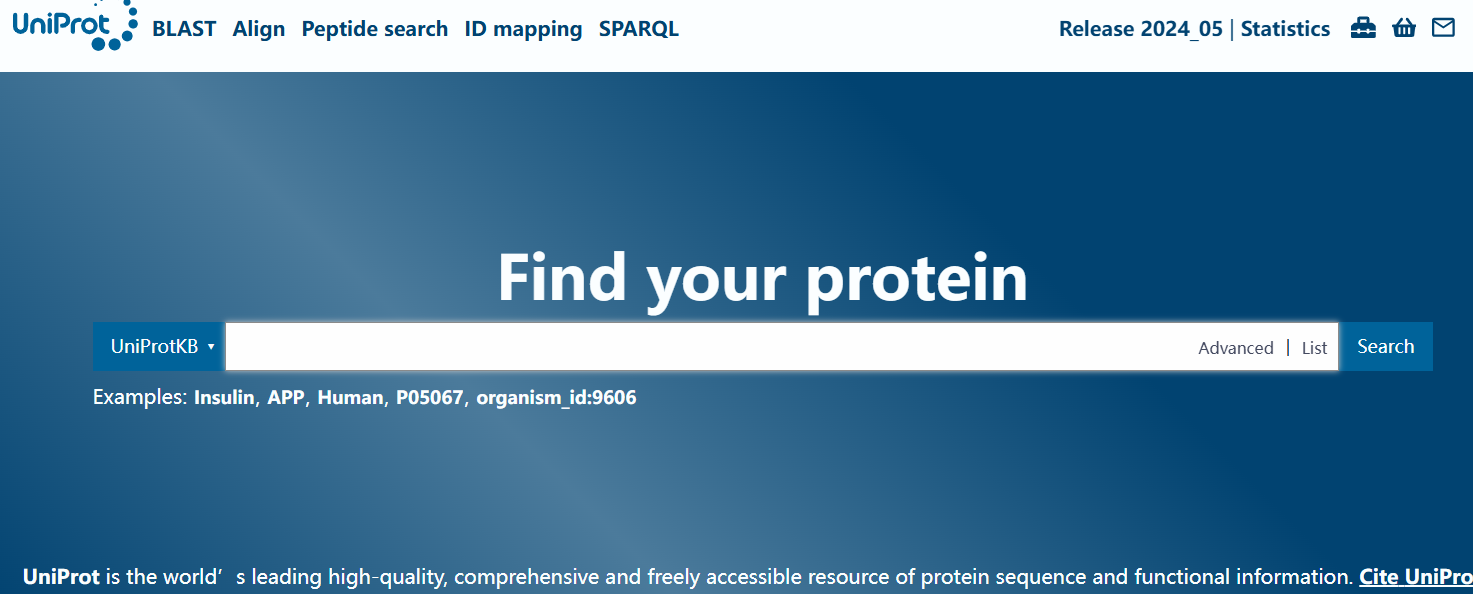 UniProt BLAST Align Peptide search ID mapping SPARQL Release 2024_05 | Statistics
Find your protein
UniProtKB ▾ Advanced | List Search
Examples: Insulin, APP, Human, P05067, organism_id:9606
UniProt is the world’s leading high-quality, comprehensive and freely accessible resource of protein sequence and functional information. Cite UniPro